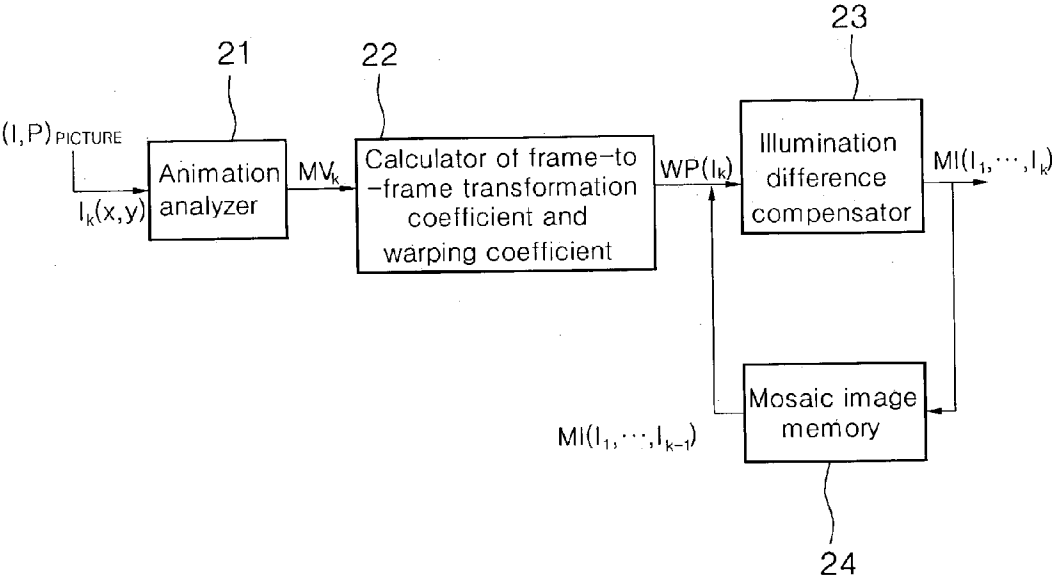 21
22
23
(I,P)PICTURE
Iₖ(x,y)
Animation
analyzer
MVₖ
Calculator of frame-to
-frame transformation
coefficient and
warping coefficient
WP(Iₖ)
Illumination
difference
compensator
MI(I₁,⋯,Iₖ)
Mosaic image
memory
MI(I₁,⋯,Iₖ₋₁)
24